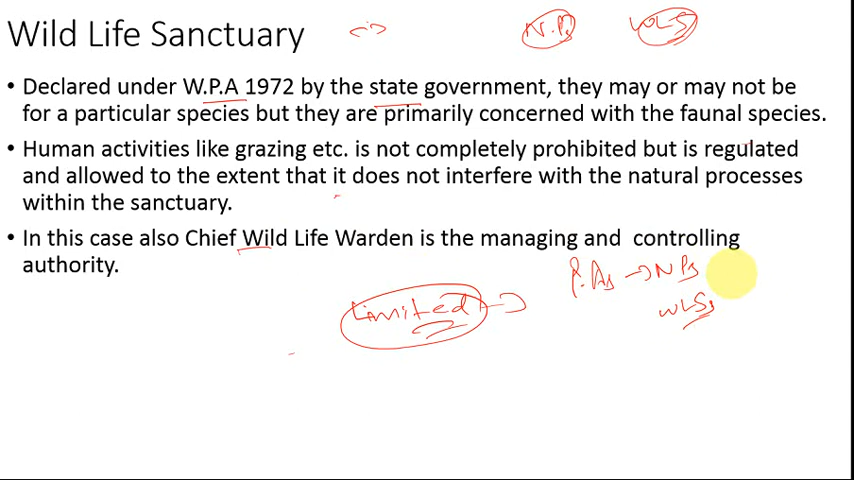 Wild Life Sanctuary <-> N.Ps WLS
• Declared under W.P.A 1972 by the state government, they may or may not be
for a particular species but they are primarily concerned with the faunal species.
• Human activities like grazing etc. is not completely prohibited but is regulated
and allowed to the extent that it does not interfere with the natural processes
within the sanctuary.
• In this case also Chief Wild Life Warden is the managing and controlling
authority.
P.As → NPs
Limited →
WLSs